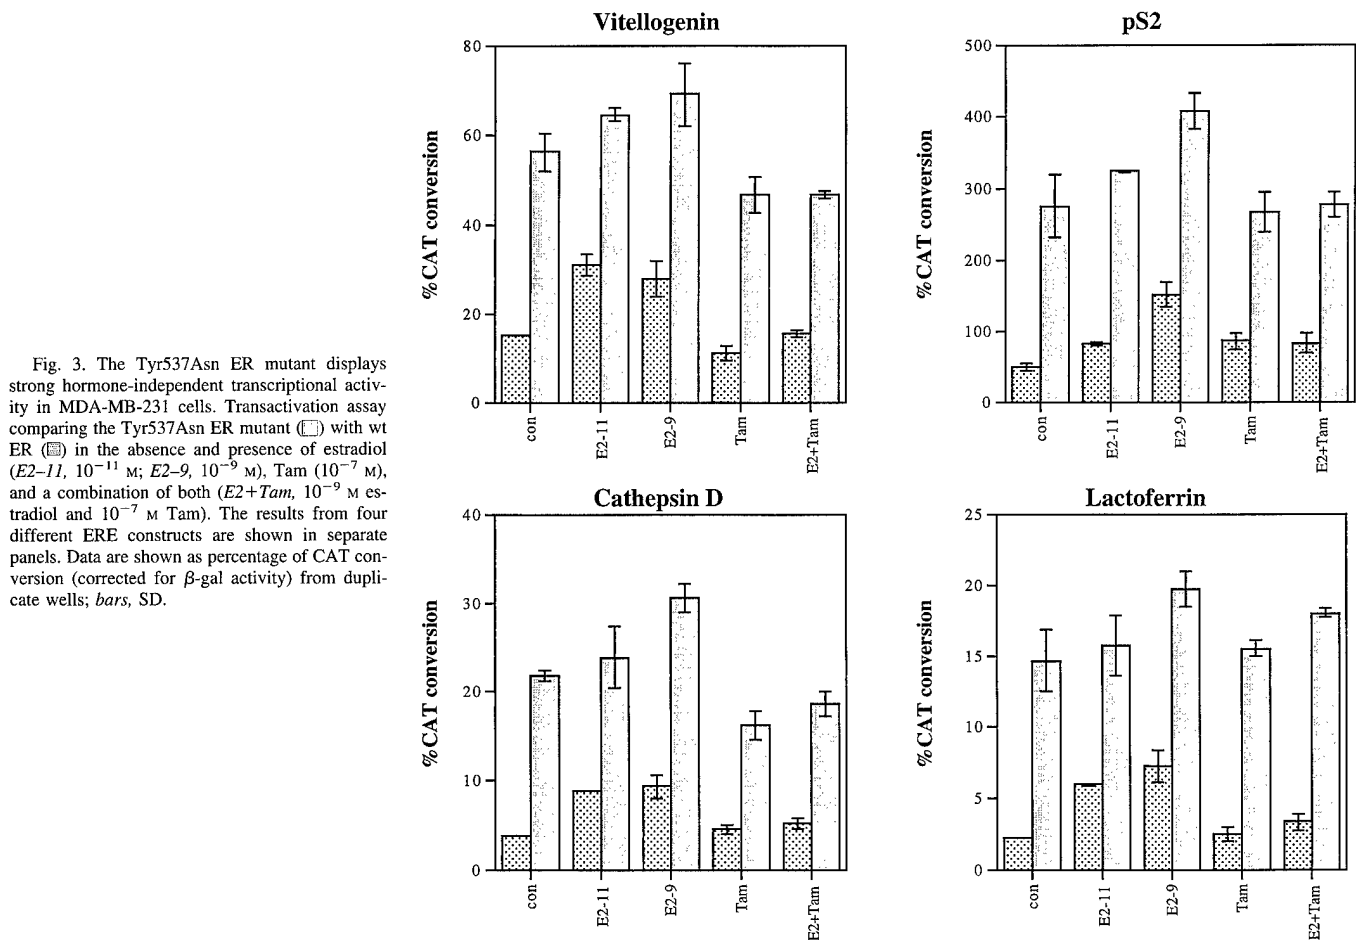 Vitellogenin
80
60
40
20
0
%CAT conversion
con
E2-11
E2-9
Tam
E2+Tam
pS2
500
400
300
200
100
0
%CAT conversion
con
E2-11
E2-9
Tam
E2+Tam
Fig. 3. The Tyr537Asn ER mutant displays
strong hormone-independent transcriptional activ-
ity in MDA-MB-231 cells. Transactivation assay
comparing the Tyr537Asn ER mutant (□) with wt
ER (▩) in the absence and presence of estradiol
(E2–11, 10⁻¹¹ M; E2–9, 10⁻⁹ M), Tam (10⁻⁷ M),
and a combination of both (E2+Tam, 10⁻⁹ M es-
tradiol and 10⁻⁷ M Tam). The results from four
different ERE constructs are shown in separate
panels. Data are shown as percentage of CAT con-
version (corrected for β-gal activity) from dupli-
cate wells; bars, SD.
Cathepsin D
40
30
20
10
0
%CAT conversion
con
E2-11
E2-9
Tam
E2+Tam
Lactoferrin
25
20
15
10
5
0
%CAT conversion
con
E2-11
E2-9
Tam
E2+Tam